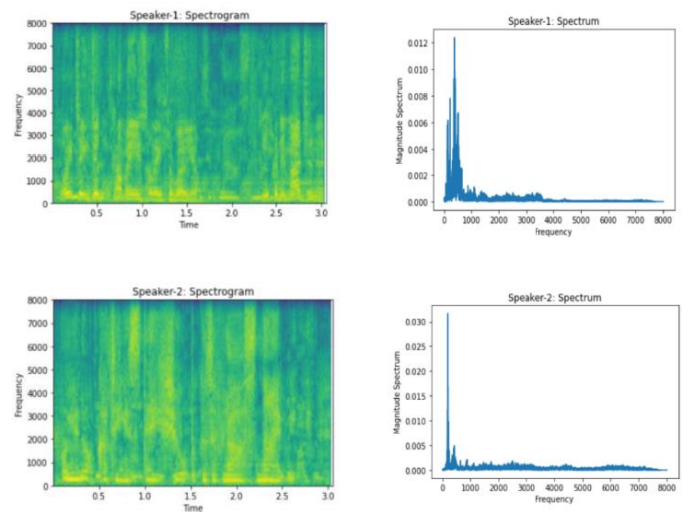 Speaker-1: Spectrogram
8000
7000
6000
5000
4000
3000
2000
1000
0
Frequency
0.5 1.0 1.5 2.0 2.5 3.0
Time
Speaker-1: Spectrum
0.012
0.010
0.008
0.006
0.004
0.002
0.000
Magnitude Spectrum
0 1000 2000 3000 4000 5000 6000 7000 8000
Frequency
Speaker-2: Spectrogram
8000
7000
6000
5000
4000
3000
2000
1000
0
Frequency
0.5 1.0 1.5 2.0 2.5 3.0
Time
Speaker-2: Spectrum
0.030
0.025
0.020
0.015
0.010
0.005
0.000
Magnitude Spectrum
0 1000 2000 3000 4000 5000 6000 7000 8000
Frequency